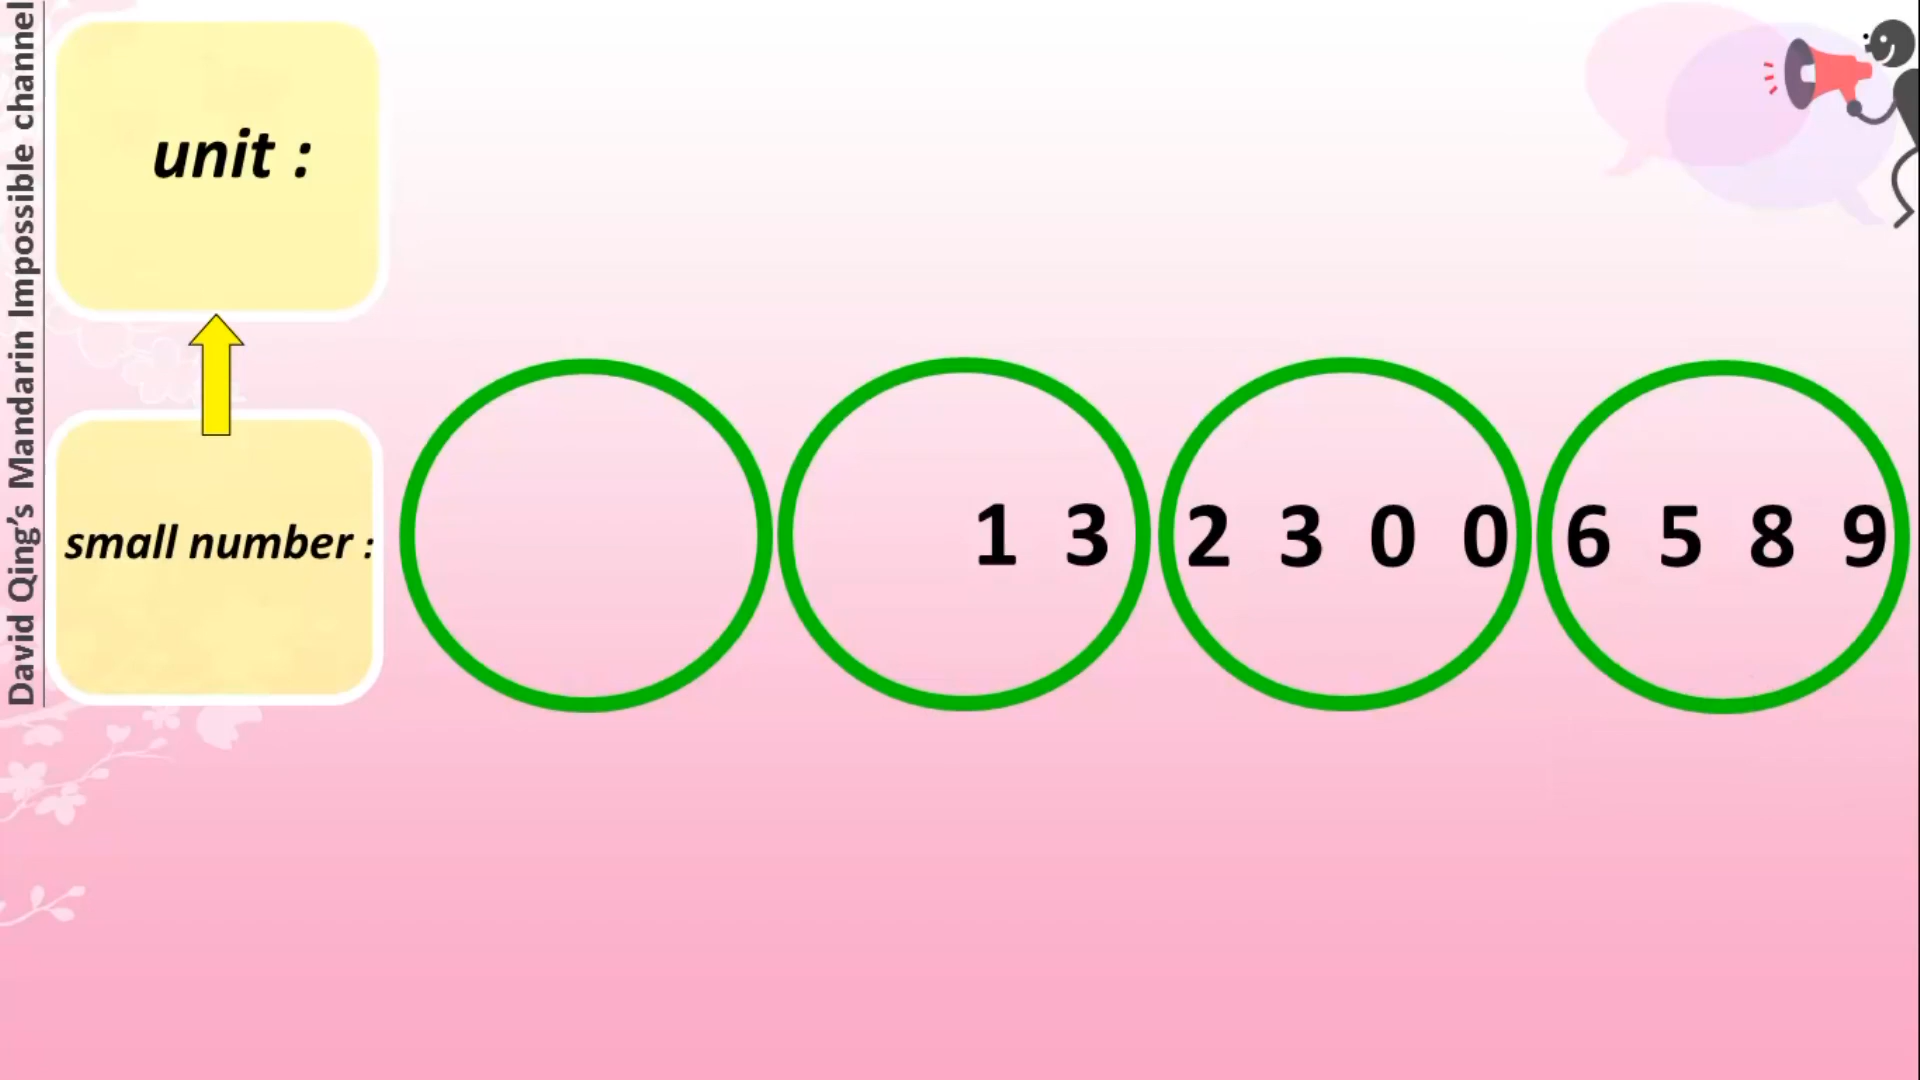 David Qing's Mandarin Impossible channel
unit :
small number :
1 3 2 3 0 0 6 5 8 9